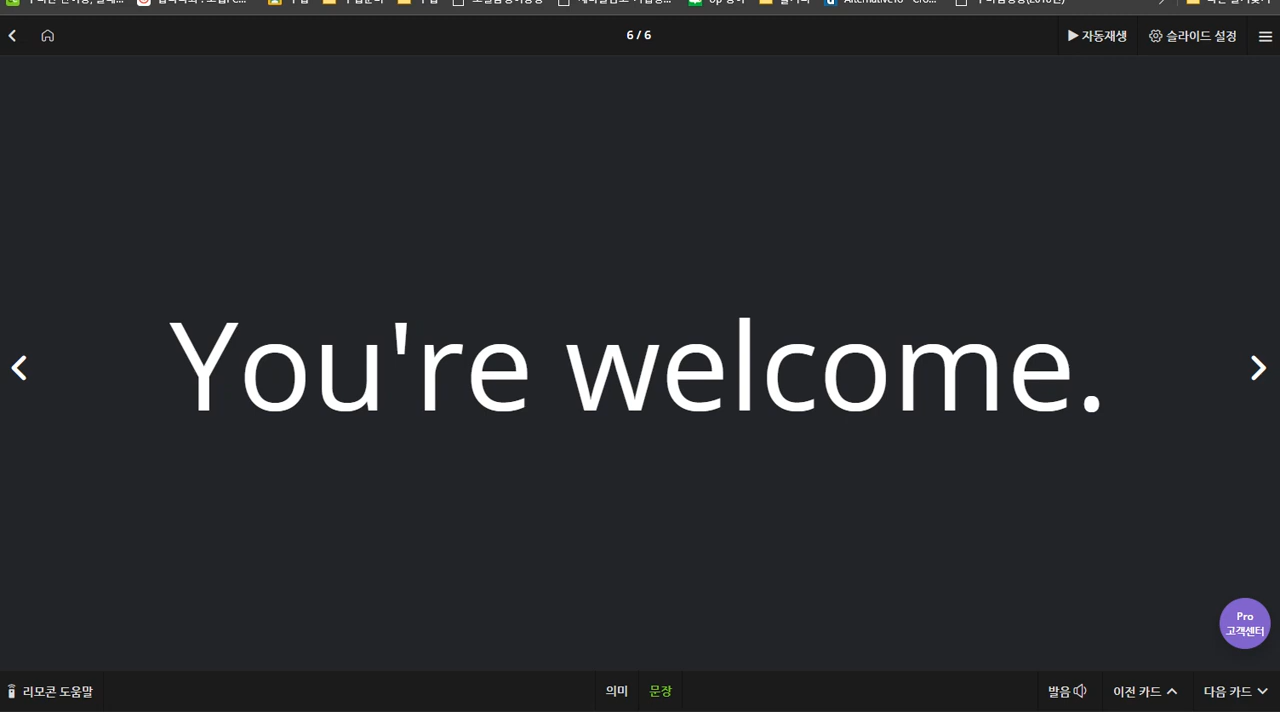 6 / 6
▶ 자동재생
슬라이드 설정
You're welcome.
Pro
고객센터
리모콘 도움말
의미
문장
발음
이전 카드
다음 카드